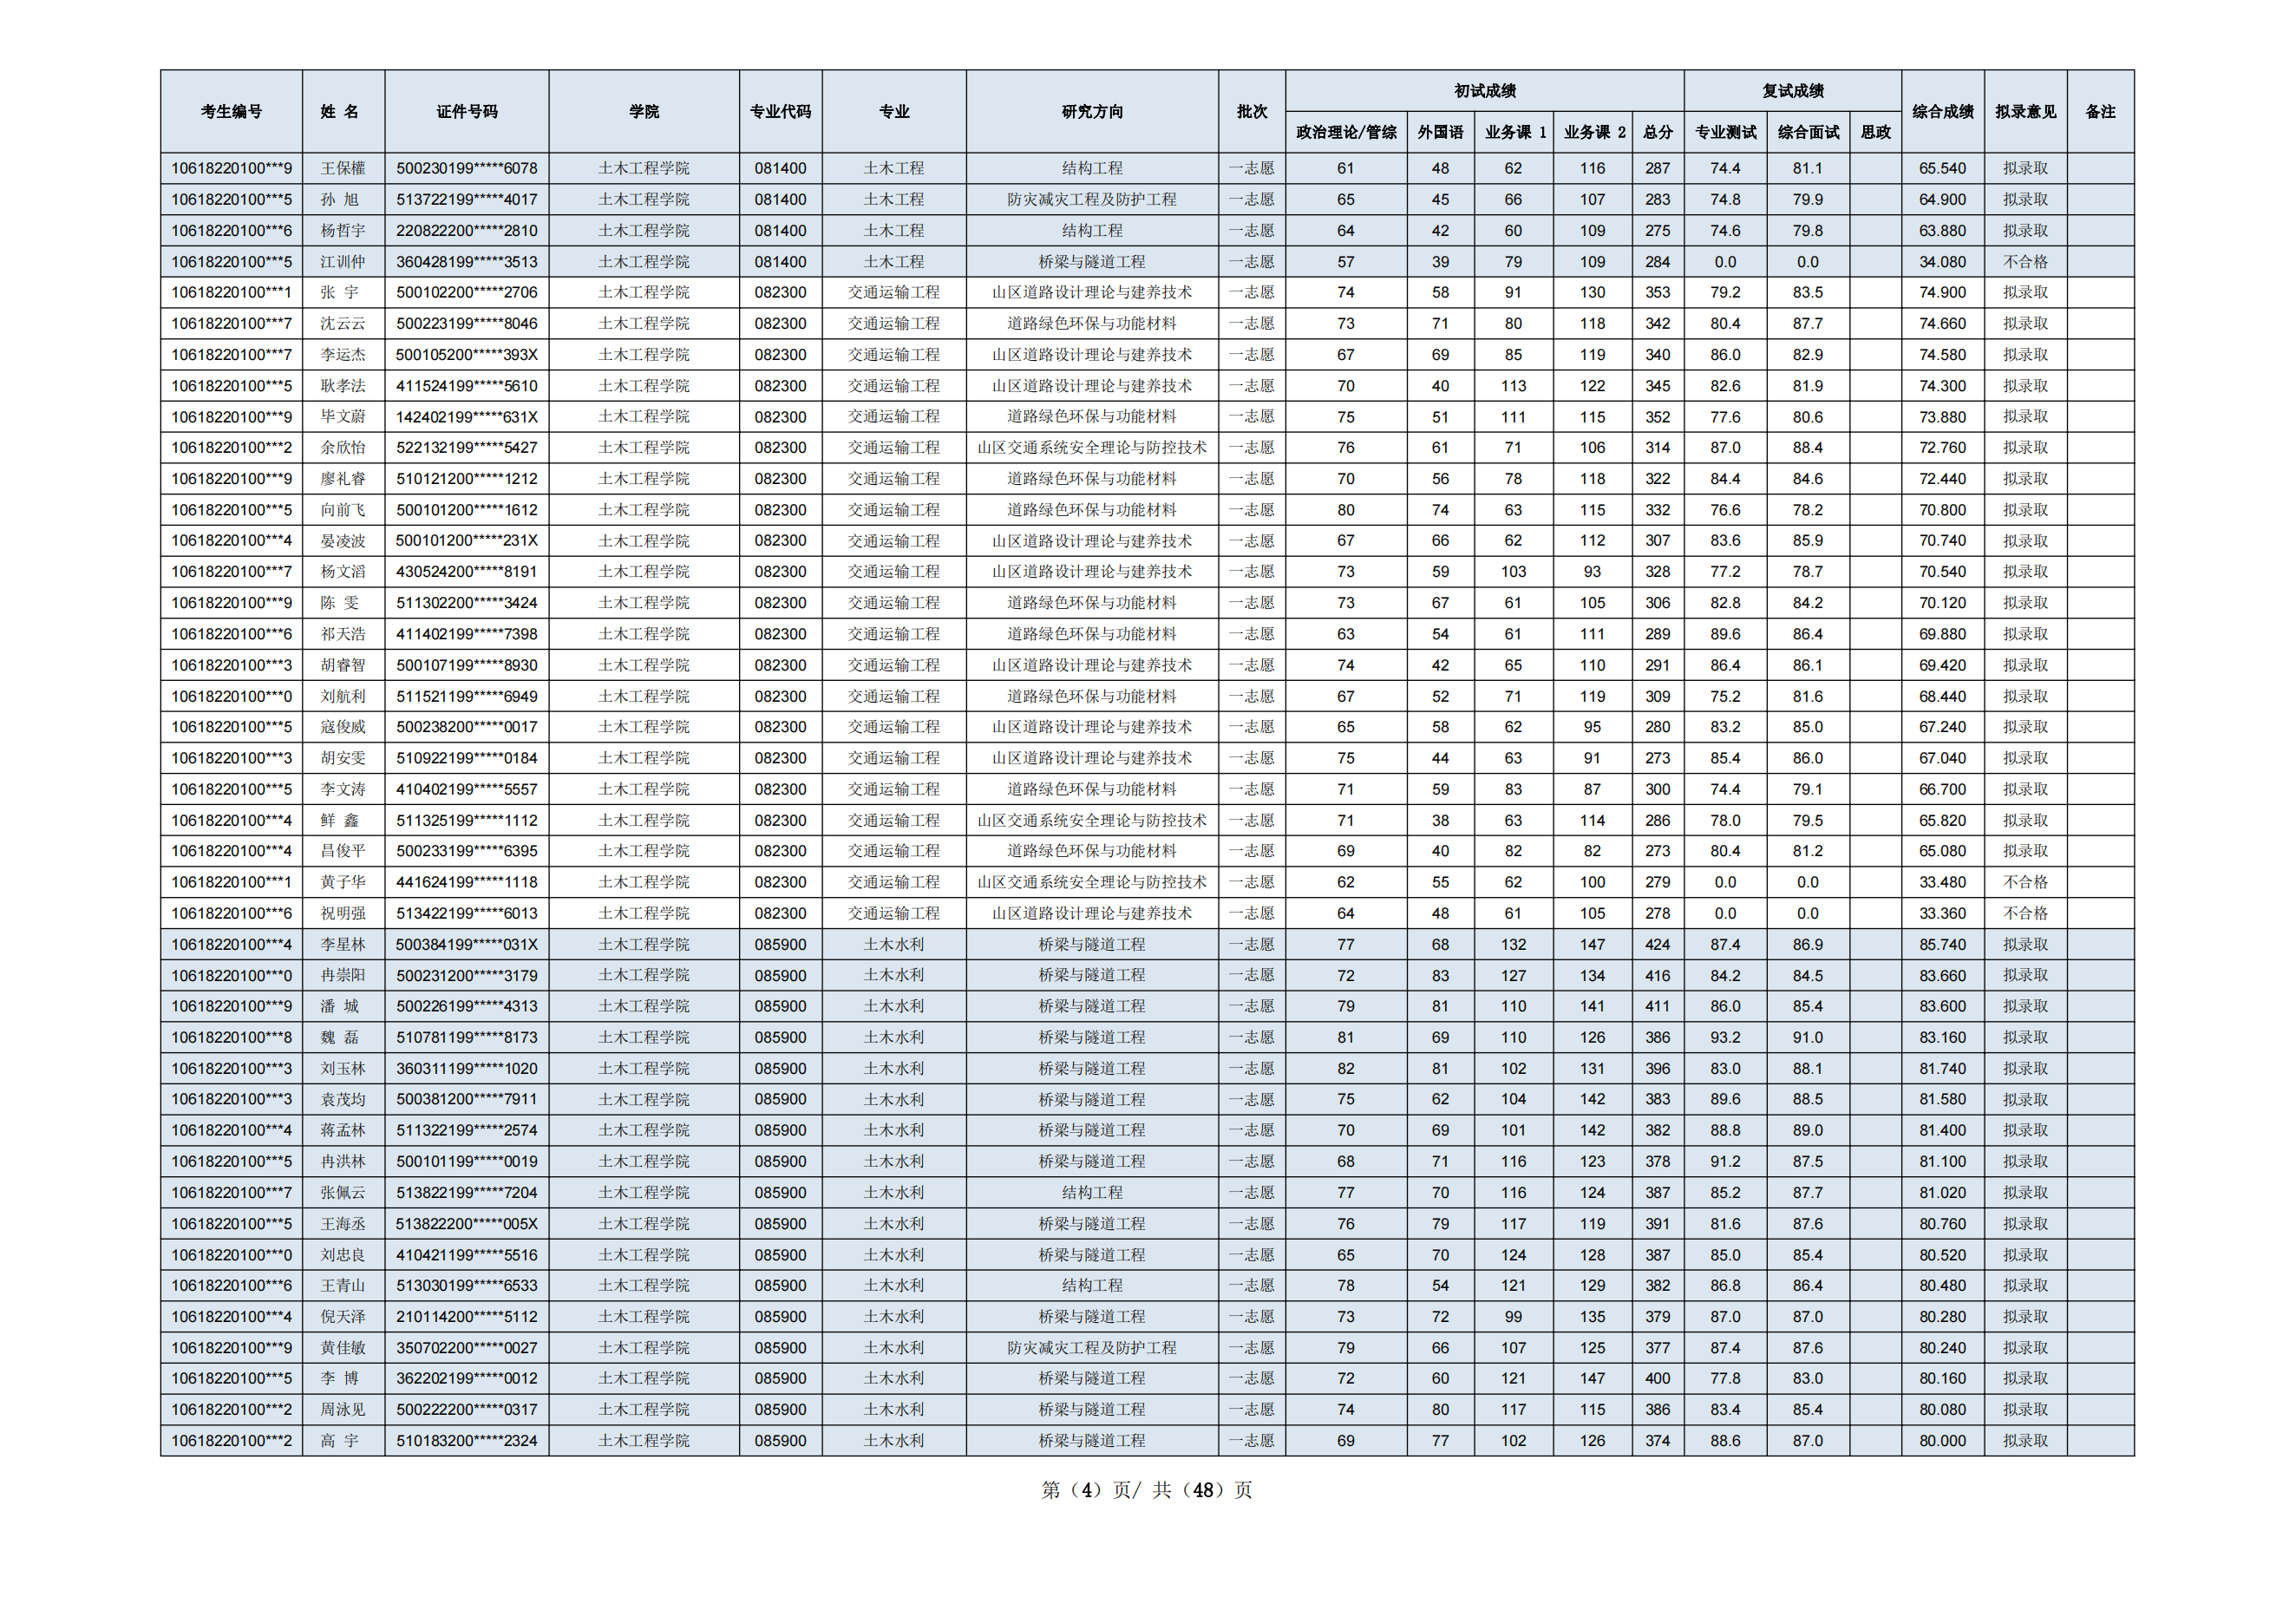 考生编号 姓 名 证件号码 学院 专业代码 专业 研究方向 批次 初试成绩 复试成绩 综合成绩 拟录意见 备注
政治理论/管综 外国语 业务课 1 业务课 2 总分 专业测试 综合面试 思政
10618220100***9 王保權 500230199*****6078 土木工程学院 081400 土木工程 结构工程 一志愿 61 48 62 116 287 74.4 81.1 65.540 拟录取
10618220100***5 孙 旭 513722199*****4017 土木工程学院 081400 土木工程 防灾减灾工程及防护工程 一志愿 65 45 66 107 283 74.8 79.9 64.900 拟录取
10618220100***6 杨哲宇 220822200*****2810 土木工程学院 081400 土木工程 结构工程 一志愿 64 42 60 109 275 74.6 79.8 63.880 拟录取
10618220100***5 江训仲 360428199*****3513 土木工程学院 081400 土木工程 桥梁与隧道工程 一志愿 57 39 79 109 284 0.0 0.0 34.080 不合格
10618220100***1 张 宇 500102200*****2706 土木工程学院 082300 交通运输工程 山区道路设计理论与建养技术 一志愿 74 58 91 130 353 79.2 83.5 74.900 拟录取
10618220100***7 沈云云 500223199*****8046 土木工程学院 082300 交通运输工程 道路绿色环保与功能材料 一志愿 73 71 80 118 342 80.4 87.7 74.660 拟录取
10618220100***7 李运杰 500105200*****393X 土木工程学院 082300 交通运输工程 山区道路设计理论与建养技术 一志愿 67 69 85 119 340 86.0 82.9 74.580 拟录取
10618220100***5 耿孝法 411524199*****5610 土木工程学院 082300 交通运输工程 山区道路设计理论与建养技术 一志愿 70 40 113 122 345 82.6 81.9 74.300 拟录取
10618220100***9 毕文蔚 142402199*****631X 土木工程学院 082300 交通运输工程 道路绿色环保与功能材料 一志愿 75 51 111 115 352 77.6 80.6 73.880 拟录取
10618220100***2 余欣怡 522132199*****5427 土木工程学院 082300 交通运输工程 山区交通系统安全理论与防控技术 一志愿 76 61 71 106 314 87.0 88.4 72.760 拟录取
10618220100***9 廖礼睿 510121200*****1212 土木工程学院 082300 交通运输工程 道路绿色环保与功能材料 一志愿 70 56 78 118 322 84.4 84.6 72.440 拟录取
10618220100***5 向前飞 500101200*****1612 土木工程学院 082300 交通运输工程 道路绿色环保与功能材料 一志愿 80 74 63 115 332 76.6 78.2 70.800 拟录取
10618220100***4 晏凌波 500101200*****231X 土木工程学院 082300 交通运输工程 山区道路设计理论与建养技术 一志愿 67 66 62 112 307 83.6 85.9 70.740 拟录取
10618220100***7 杨文滔 430524200*****8191 土木工程学院 082300 交通运输工程 山区道路设计理论与建养技术 一志愿 73 59 103 93 328 77.2 78.7 70.540 拟录取
10618220100***9 陈 雯 511302200*****3424 土木工程学院 082300 交通运输工程 道路绿色环保与功能材料 一志愿 73 67 61 105 306 82.8 84.2 70.120 拟录取
10618220100***6 祁天浩 411402199*****7398 土木工程学院 082300 交通运输工程 道路绿色环保与功能材料 一志愿 63 54 61 111 289 89.6 86.4 69.880 拟录取
10618220100***3 胡睿智 500107199*****8930 土木工程学院 082300 交通运输工程 山区道路设计理论与建养技术 一志愿 74 42 65 110 291 86.4 86.1 69.420 拟录取
10618220100***0 刘航利 511521199*****6949 土木工程学院 082300 交通运输工程 道路绿色环保与功能材料 一志愿 67 52 71 119 309 75.2 81.6 68.440 拟录取
10618220100***5 寇俊威 500238200*****0017 土木工程学院 082300 交通运输工程 山区道路设计理论与建养技术 一志愿 65 58 62 95 280 83.2 85.0 67.240 拟录取
10618220100***3 胡安雯 510922199*****0184 土木工程学院 082300 交通运输工程 山区道路设计理论与建养技术 一志愿 75 44 63 91 273 85.4 86.0 67.040 拟录取
10618220100***5 李文涛 410402199*****5557 土木工程学院 082300 交通运输工程 道路绿色环保与功能材料 一志愿 71 59 83 87 300 74.4 79.1 66.700 拟录取
10618220100***4 鲜 鑫 511325199*****1112 土木工程学院 082300 交通运输工程 山区交通系统安全理论与防控技术 一志愿 71 38 63 114 286 78.0 79.5 65.820 拟录取
10618220100***4 昌俊平 500233199*****6395 土木工程学院 082300 交通运输工程 道路绿色环保与功能材料 一志愿 69 40 82 82 273 80.4 81.2 65.080 拟录取
10618220100***1 黄子华 441624199*****1118 土木工程学院 082300 交通运输工程 山区交通系统安全理论与防控技术 一志愿 62 55 62 100 279 0.0 0.0 33.480 不合格
10618220100***6 祝明强 513422199*****6013 土木工程学院 082300 交通运输工程 山区道路设计理论与建养技术 一志愿 64 48 61 105 278 0.0 0.0 33.360 不合格
10618220100***4 李星林 500384199*****031X 土木工程学院 085900 土木水利 桥梁与隧道工程 一志愿 77 68 132 147 424 87.4 86.9 85.740 拟录取
10618220100***0 冉崇阳 500231200*****3179 土木工程学院 085900 土木水利 桥梁与隧道工程 一志愿 72 83 127 134 416 84.2 84.5 83.660 拟录取
10618220100***9 潘 城 500226199*****4313 土木工程学院 085900 土木水利 桥梁与隧道工程 一志愿 79 81 110 141 411 86.0 85.4 83.600 拟录取
10618220100***8 魏 磊 510781199*****8173 土木工程学院 085900 土木水利 桥梁与隧道工程 一志愿 81 69 110 126 386 93.2 91.0 83.160 拟录取
10618220100***3 刘玉林 360311199*****1020 土木工程学院 085900 土木水利 桥梁与隧道工程 一志愿 82 81 102 131 396 83.0 88.1 81.740 拟录取
10618220100***3 袁茂均 500381200*****7911 土木工程学院 085900 土木水利 桥梁与隧道工程 一志愿 75 62 104 142 383 89.6 88.5 81.580 拟录取
10618220100***4 蒋孟林 511322199*****2574 土木工程学院 085900 土木水利 桥梁与隧道工程 一志愿 70 69 101 142 382 88.8 89.0 81.400 拟录取
10618220100***5 冉洪林 500101199*****0019 土木工程学院 085900 土木水利 桥梁与隧道工程 一志愿 68 71 116 123 378 91.2 87.5 81.100 拟录取
10618220100***7 张佩云 513822199*****7204 土木工程学院 085900 土木水利 结构工程 一志愿 77 70 116 124 387 85.2 87.7 81.020 拟录取
10618220100***5 王海丞 513822200*****005X 土木工程学院 085900 土木水利 桥梁与隧道工程 一志愿 76 79 117 119 391 81.6 87.6 80.760 拟录取
10618220100***0 刘忠良 410421199*****5516 土木工程学院 085900 土木水利 桥梁与隧道工程 一志愿 65 70 124 128 387 85.0 85.4 80.520 拟录取
10618220100***6 王青山 513030199*****6533 土木工程学院 085900 土木水利 结构工程 一志愿 78 54 121 129 382 86.8 86.4 80.480 拟录取
10618220100***4 倪天泽 210114200*****5112 土木工程学院 085900 土木水利 桥梁与隧道工程 一志愿 73 72 99 135 379 87.0 87.0 80.280 拟录取
10618220100***9 黄佳敏 350702200*****0027 土木工程学院 085900 土木水利 防灾减灾工程及防护工程 一志愿 79 66 107 125 377 87.4 87.6 80.240 拟录取
10618220100***5 李 博 362202199*****0012 土木工程学院 085900 土木水利 桥梁与隧道工程 一志愿 72 60 121 147 400 77.8 83.0 80.160 拟录取
10618220100***2 周泳见 500222200*****0317 土木工程学院 085900 土木水利 桥梁与隧道工程 一志愿 74 80 117 115 386 83.4 85.4 80.080 拟录取
10618220100***2 高 宇 510183200*****2324 土木工程学院 085900 土木水利 桥梁与隧道工程 一志愿 69 77 102 126 374 88.6 87.0 80.000 拟录取
第（4）页/ 共（48）页